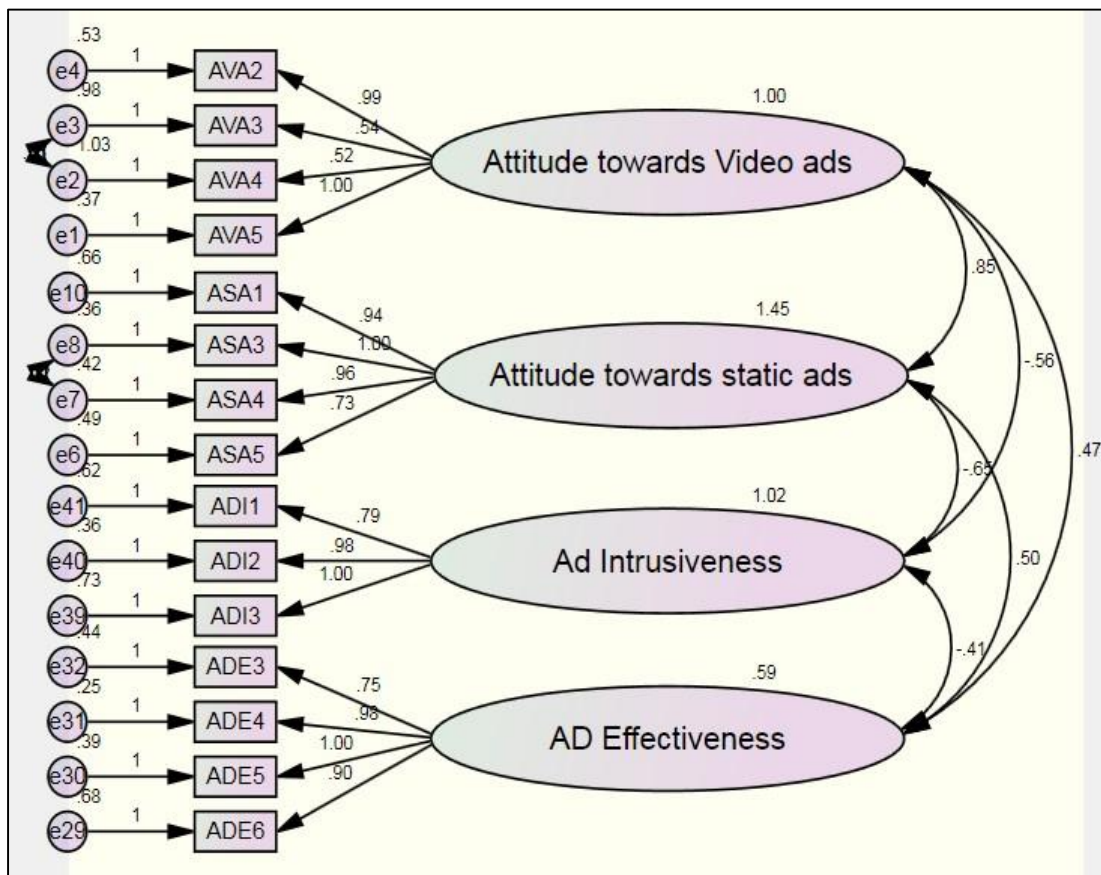 .53
e4 1 AVA2
.98
e3 1 AVA3
1.03
e2 1 AVA4
.37
e1 1 AVA5
.66
e10 1 ASA1
.36
e8 1 ASA3
.42
e7 1 ASA4
.49
e6 1 ASA5
.62
e41 1 ADI1
.36
e40 1 ADI2
.73
e39 1 ADI3
.44
e32 1 ADE3
.25
e31 1 ADE4
.39
e30 1 ADE5
.68
e29 1 ADE6
.99
.54
.52
1.00
.94
1.00
.96
.73
.79
.98
1.00
.75
.98
1.00
.90
1.00
Attitude towards Video ads
1.45
Attitude towards static ads
1.02
Ad Intrusiveness
.59
AD Effectiveness
.85
-.56
.47
-.65
.50
-.41